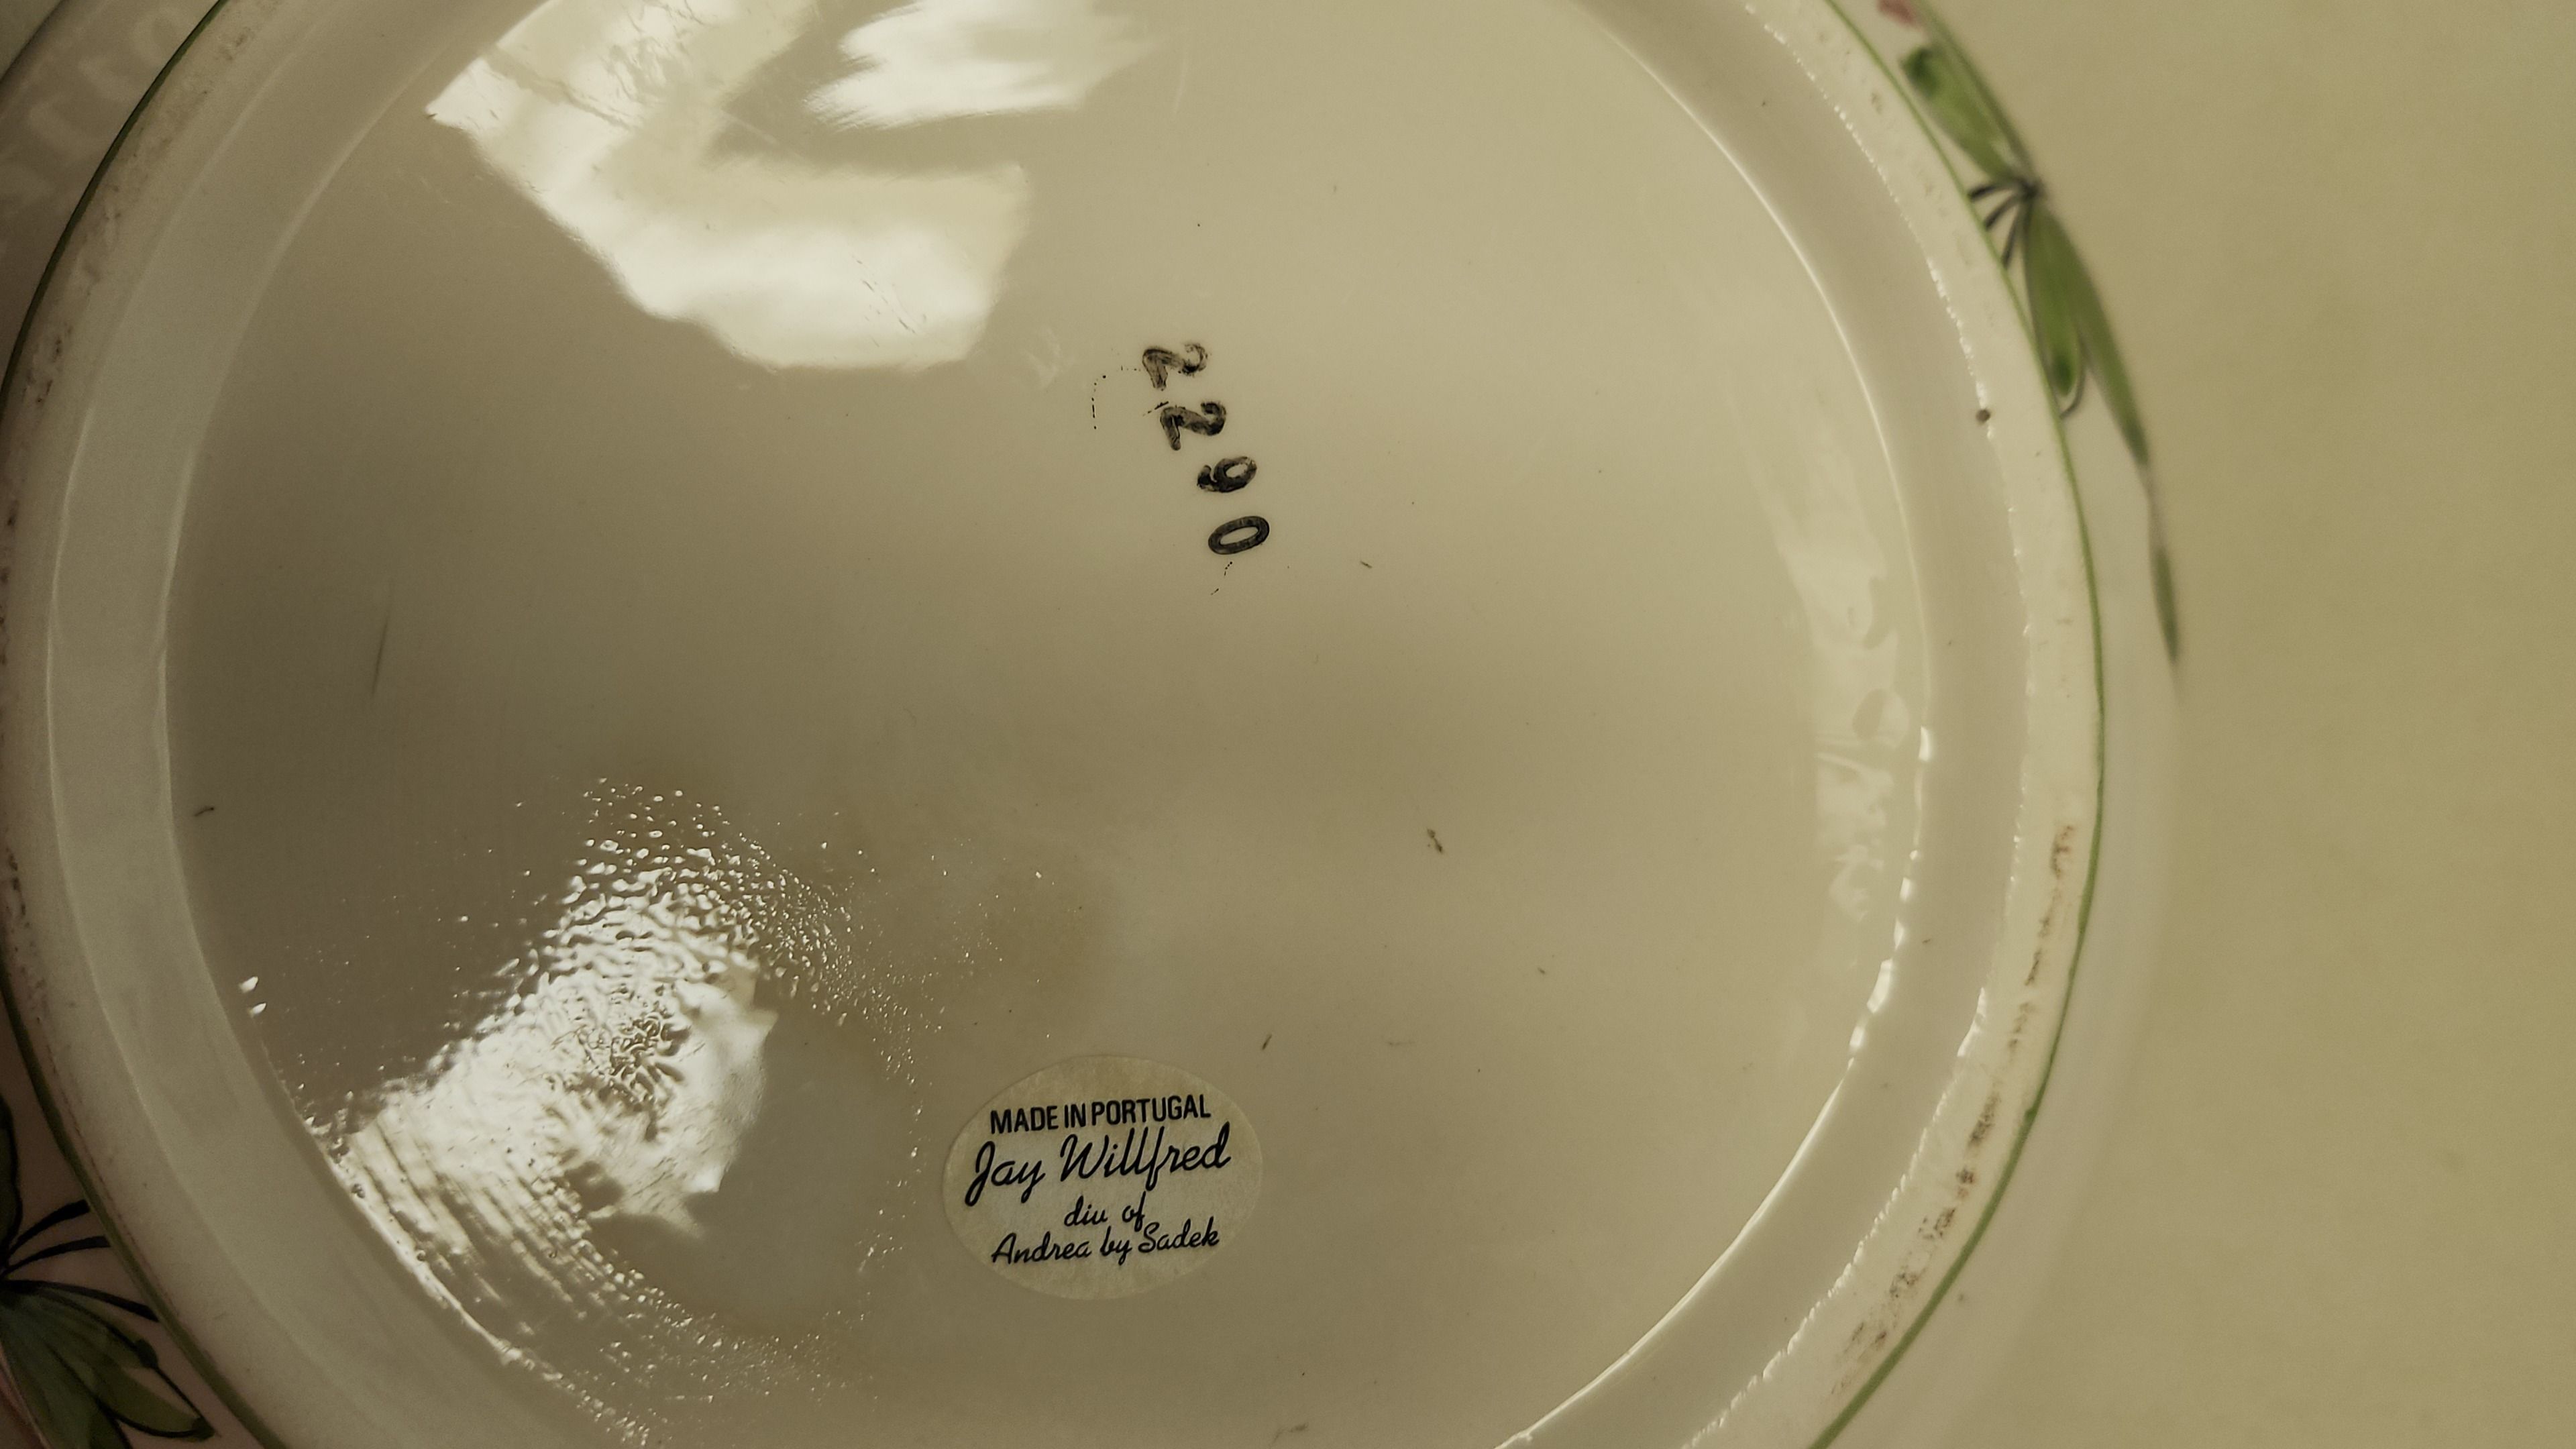 2290
MADE IN PORTUGAL
Jay Willfred
div of
Andrea by Sadek